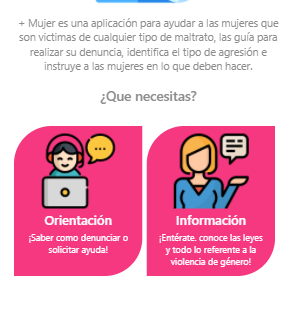 + Mujer es una aplicación para ayudar a las mujeres que
son victimas de cualquier tipo de maltrato, las guía para
realizar su denuncia, identifica el tipo de agresión e
instruye a las mujeres en lo que deben hacer.
¿Que necesitas?
Orientación
¡Saber como denunciar o
solicitar ayuda!
Información
¡Entérate. conoce las leyes
y todo lo referente a la
violencia de género!